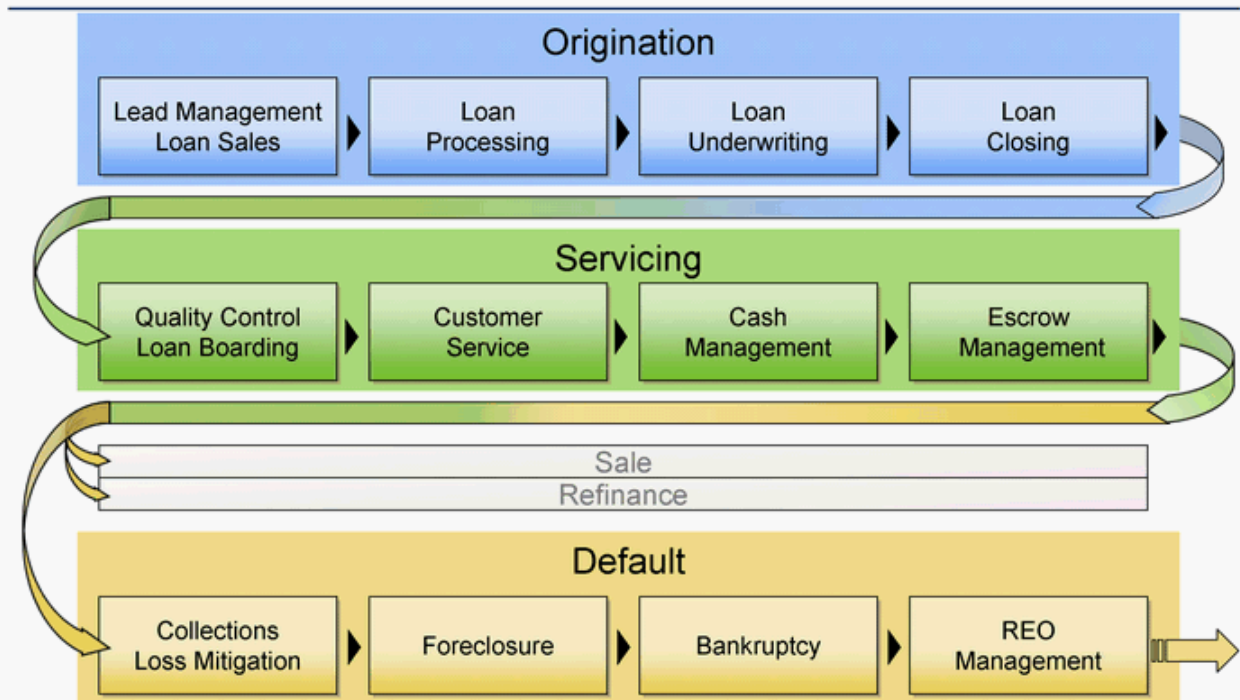 Origination
Lead Management
Loan Sales
Loan
Processing
Loan
Underwriting
Loan
Closing
Servicing
Quality Control
Loan Boarding
Customer
Service
Cash
Management
Escrow
Management
Sale
Refinance
Default
Collections
Loss Mitigation
Foreclosure
Bankruptcy
REO
Management